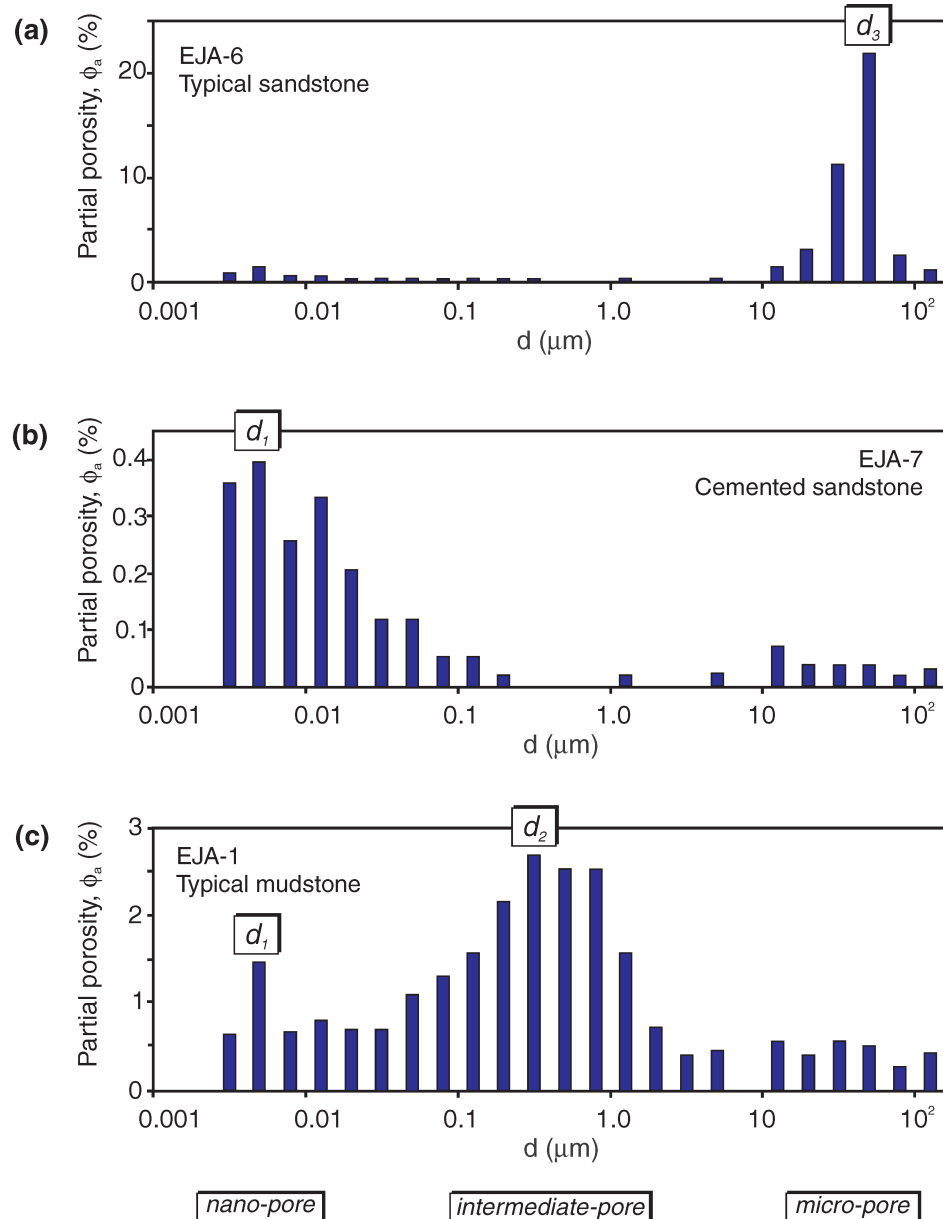 (a)
Partial porosity, ϕₐ (%)
EJA-6
Typical sandstone
d₃
20
10
0
0.001 0.01 0.1 1.0 10 10²
d (μm)
(b)
Partial porosity, ϕₐ (%)
d₁
EJA-7
Cemented sandstone
0.4
0.3
0.2
0.1
0
0.001 0.01 0.1 1.0 10 10²
d (μm)
(c)
Partial porosity, ϕₐ (%)
EJA-1
Typical mudstone
d₁
d₂
3
2
1
0
0.001 0.01 0.1 1.0 10 10²
d (μm)
nano-pore intermediate-pore micro-pore